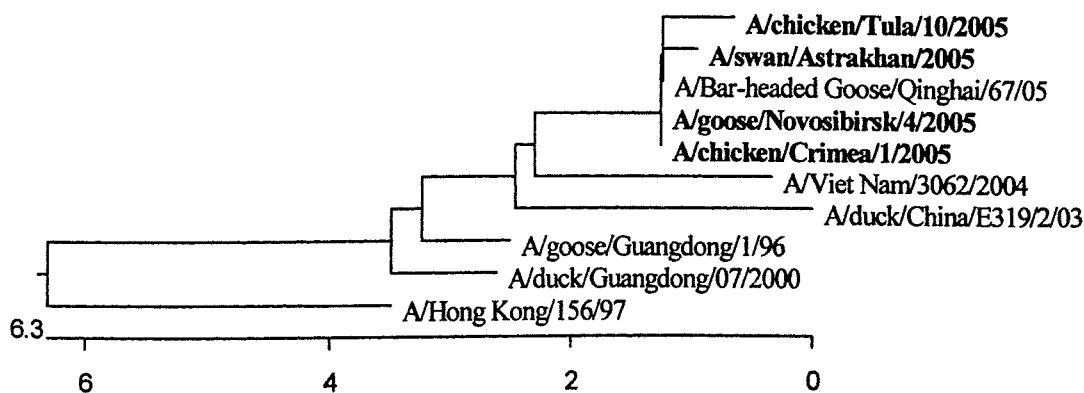 A/chicken/Tula/10/2005
A/swan/Astrakhan/2005
A/Bar-headed Goose/Qinghai/67/05
A/goose/Novosibirsk/4/2005
A/chicken/Crimea/1/2005
A/Viet Nam/3062/2004
A/duck/China/E319/2/03
A/goose/Guangdong/1/96
A/duck/Guangdong/07/2000
A/Hong Kong/156/97
6.3
6 4 2 0